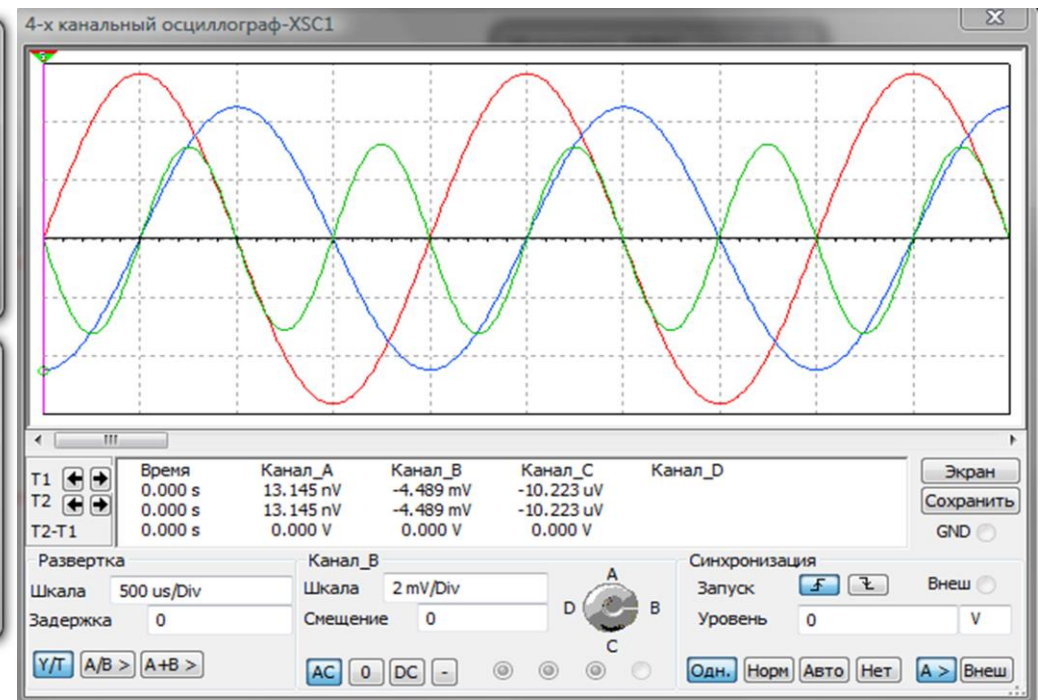 4-х канальный осциллограф-XSC1
Время Канал_A Канал_B Канал_C Канал_D
T1 0.000 s 13.145 nV -4.489 mV -10.223 uV
T2 0.000 s 13.145 nV -4.489 mV -10.223 uV
T2-T1 0.000 s 0.000 V 0.000 V 0.000 V
Экран
Сохранить
GND
Развертка
Шкала 500 us/Div
Задержка 0
Y/T A/B > A+B >
Канал_B
Шкала 2 mV/Div
Смещение 0
AC 0 DC -
A
D B
C
Синхронизация
Запуск Внеш
Уровень 0 V
Одн. Норм Авто Нет A > Внеш